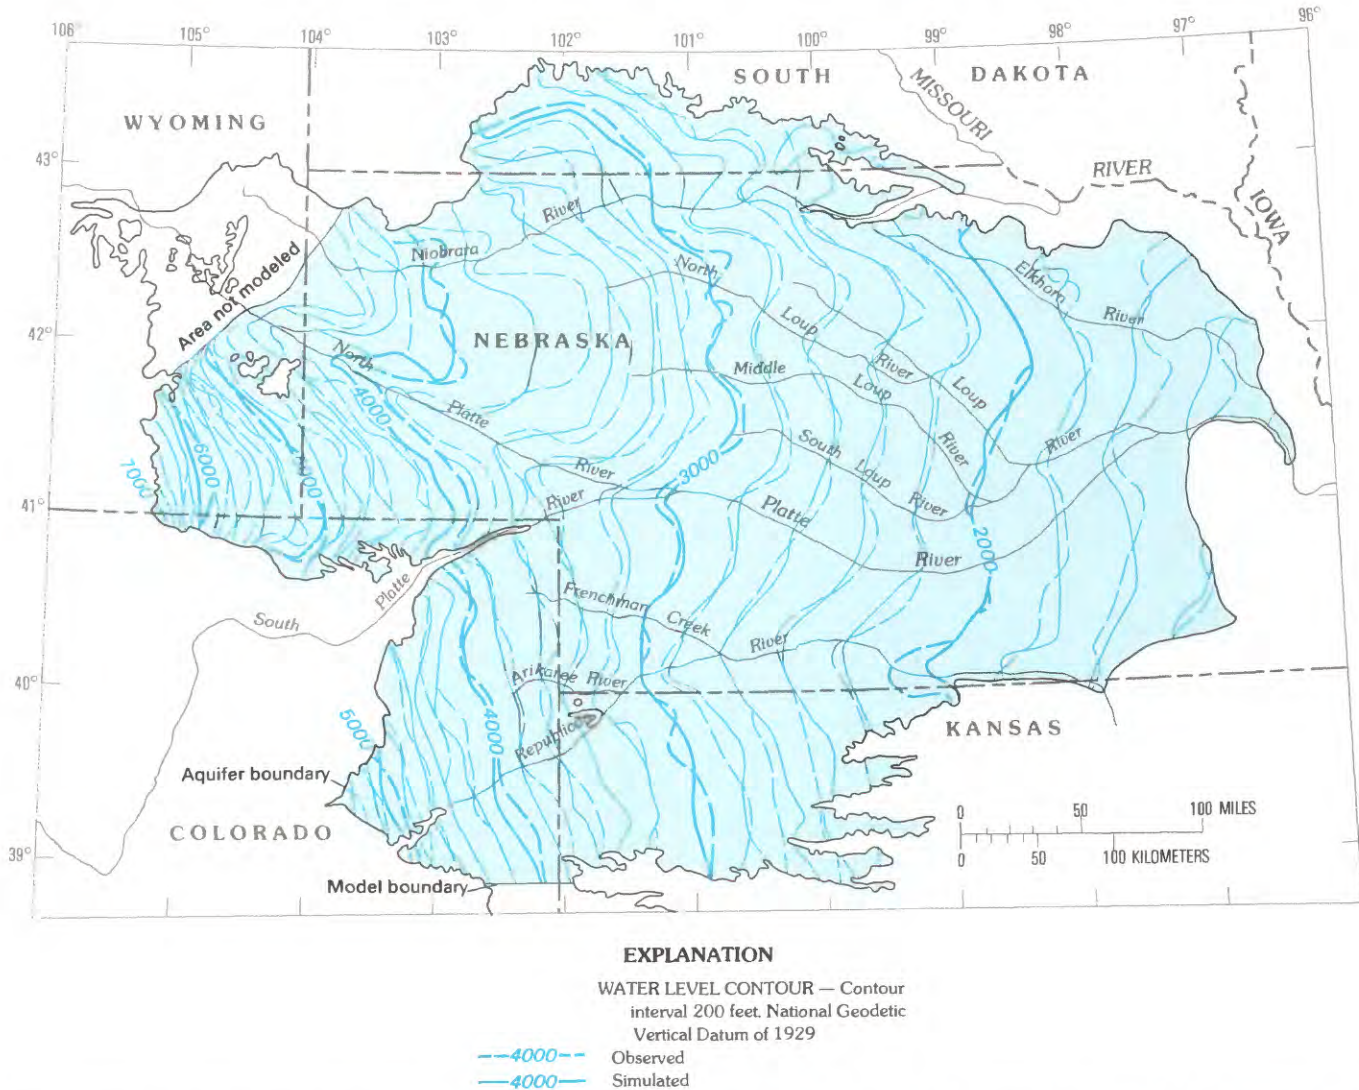 106°
105°
104°
103°
102°
101°
100°
99°
98°
97°
96°
SOUTH DAKOTA
MISSOURI
RIVER
IOWA
WYOMING
43°
Niobrara River
Area not modeled
Elkhorn River
North Loup River
42°
NEBRASKA
North Platte River
Middle Loup River
Loup River
4000
South Loup River
6000
7000
3000
41°
River
Platte River
2000
South Platte
Frenchman Creek
River
Arikaree River
40°
5000
4000
Republican
KANSAS
Aquifer boundary
COLORADO
0 50 100 MILES
0 50 100 KILOMETERS
39°
Model boundary
EXPLANATION
WATER LEVEL CONTOUR — Contour
interval 200 feet. National Geodetic
Vertical Datum of 1929
4000 Observed
4000 Simulated